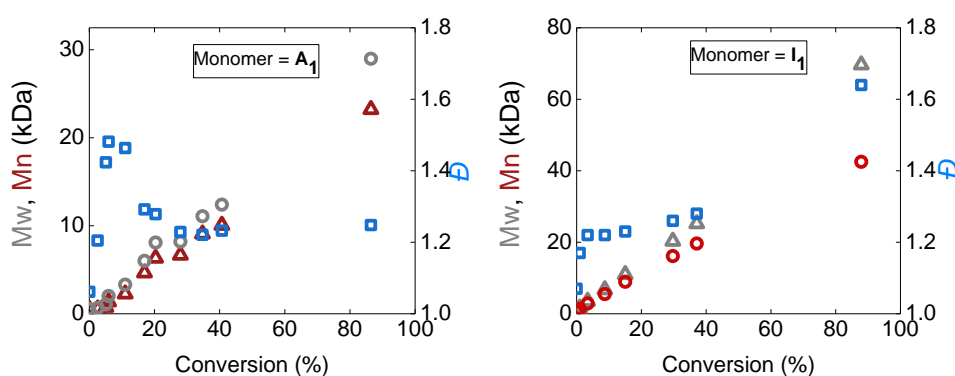 Monomer = A1
Mw, Mn (kDa)
30
20
10
0
1.8
1.6
1.4
1.2
1.0
Đ
0 20 40 60 80 100
Conversion (%)
Monomer = I1
Mw, Mn (kDa)
80
60
40
20
0
1.8
1.6
1.4
1.2
1.0
Đ
0 20 40 60 80 100
Conversion (%)